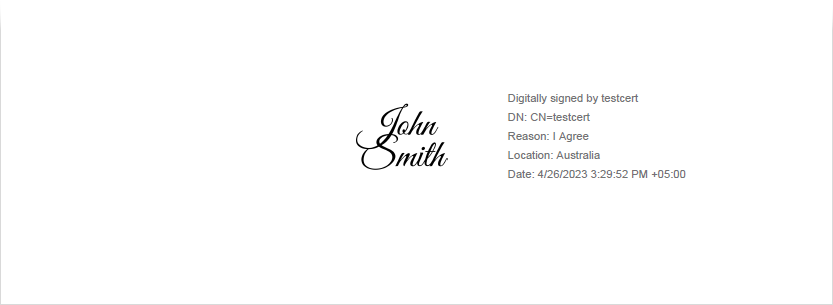 John
Smith
Digitally signed by testcert
DN: CN=testcert
Reason: I Agree
Location: Australia
Date: 4/26/2023 3:29:52 PM +05:00